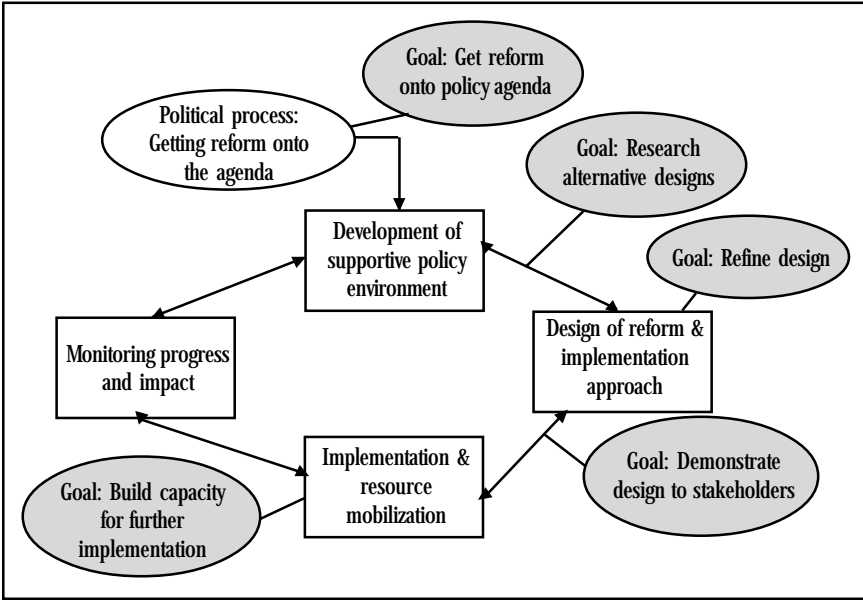 Goal: Get reform
onto policy agenda
Political process:
Getting reform onto
the agenda
Goal: Research
alternative designs
Development of
supportive policy
environment
Goal: Refine design
Monitoring progress
and impact
Design of reform &
implementation
approach
Implementation &
resource
mobilization
Goal: Demonstrate
design to stakeholders
Goal: Build capacity
for further
implementation